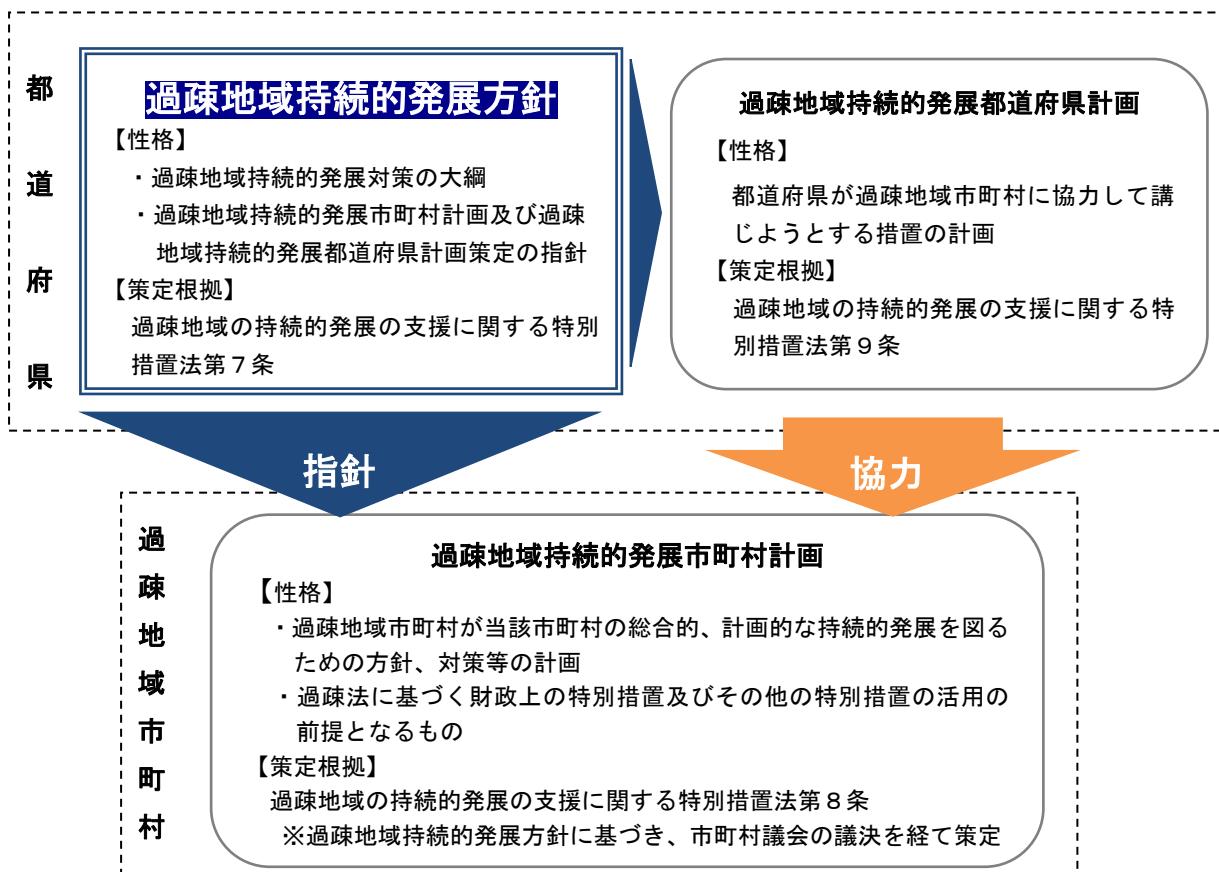 都道府県
過疎地域持続的発展方針
【性格】
・過疎地域持続的発展対策の大綱
・過疎地域持続的発展市町村計画及び過疎
地域持続的発展都道府県計画策定の指針
【策定根拠】
過疎地域の持続的発展の支援に関する特別
措置法第７条
過疎地域持続的発展都道府県計画
【性格】
都道府県が過疎地域市町村に協力して講
じようとする措置の計画
【策定根拠】
過疎地域の持続的発展の支援に関する特
別措置法第９条
指針
協力
過疎地域市町村
過疎地域持続的発展市町村計画
【性格】
・過疎地域市町村が当該市町村の総合的、計画的な持続的発展を図る
ための方針、対策等の計画
・過疎法に基づく財政上の特別措置及びその他の特別措置の活用の
前提となるもの
【策定根拠】
過疎地域の持続的発展の支援に関する特別措置法第８条
※過疎地域持続的発展方針に基づき、市町村議会の議決を経て策定